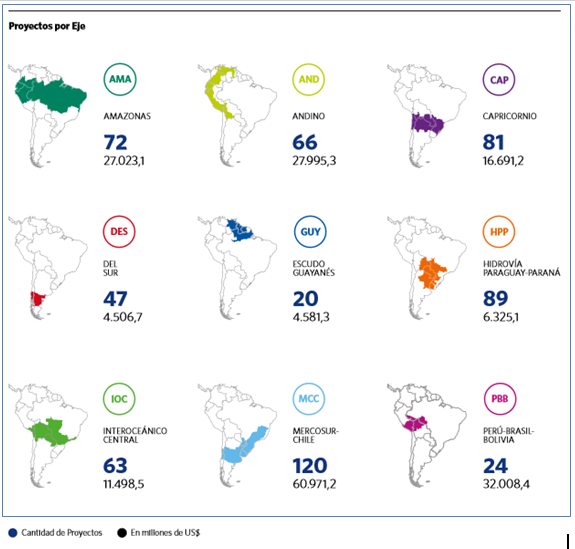 Proyectos por Eje
AMA
AMAZONAS
72
27.023,1
AND
ANDINO
66
27.995,3
CAP
CAPRICORNIO
81
16.691,2
DES
DEL
SUR
47
4.506,7
GUY
ESCUDO
GUAYANÉS
20
4.581,3
HPP
HIDROVÍA
PARAGUAY-PARANÁ
89
6.325,1
IOC
INTEROCEÁNICO
CENTRAL
63
11.498,5
MCC
MERCOSUR-
CHILE
120
60.971,2
PBB
PERÚ-BRASIL-
BOLIVIA
24
32.008,4
Cantidad de Proyectos
En millones de US$